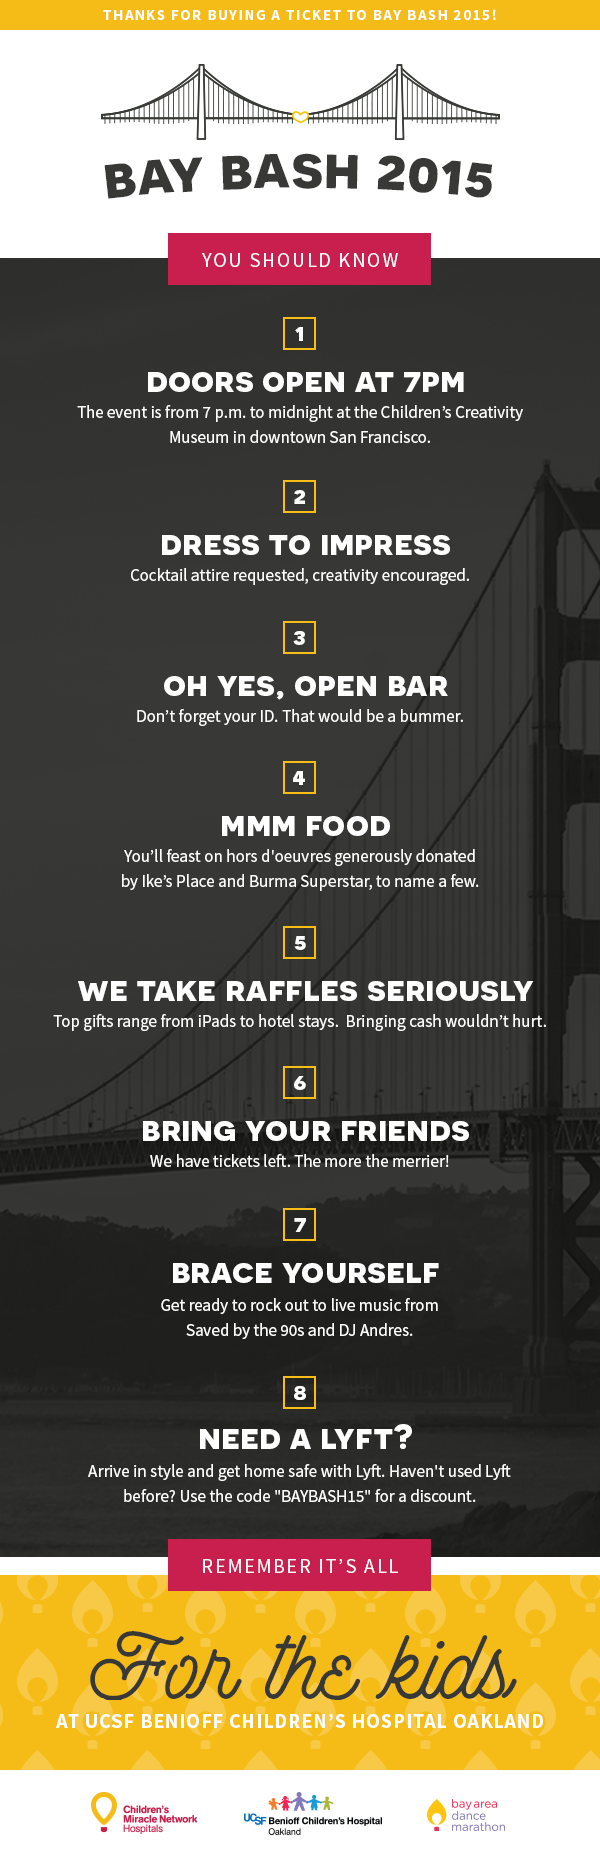 THANKS FOR BUYING A TICKET TO BAY BASH 2015!
BAY BASH 2015
YOU SHOULD KNOW
1
DOORS OPEN AT 7PM
The event is from 7 p.m. to midnight at the Children’s Creativity
Museum in downtown San Francisco.
2
DRESS TO IMPRESS
Cocktail attire requested, creativity encouraged.
3
OH YES, OPEN BAR
Don’t forget your ID. That would be a bummer.
4
MMM FOOD
You’ll feast on hors d'oeuvres generously donated
by Ike’s Place and Burma Superstar, to name a few.
5
WE TAKE RAFFLES SERIOUSLY
Top gifts range from iPads to hotel stays.  Bringing cash wouldn’t hurt.
6
BRING YOUR FRIENDS
We have tickets left. The more the merrier!
7
BRACE YOURSELF
Get ready to rock out to live music from
Saved by the 90s and DJ Andres.
8
NEED A LYFT?
Arrive in style and get home safe with Lyft. Haven't used Lyft
before? Use the code "BAYBASH15" for a discount.
REMEMBER IT’S ALL
For the kids
AT UCSF BENIOFF CHILDREN’S HOSPITAL OAKLAND
Children's
Miracle Network
Hospitals
UCSF Benioff Children's Hospital
Oakland
bay area
dance
marathon